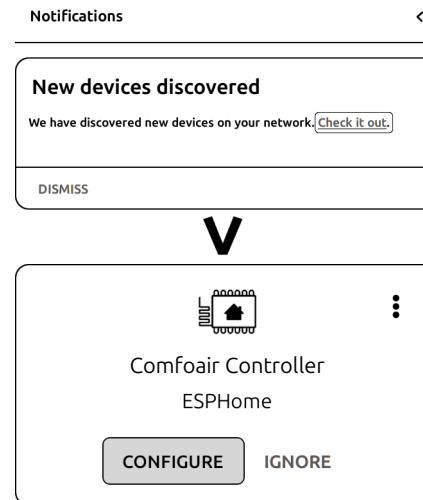 Notifications
New devices discovered
We have discovered new devices on your network. Check it out.
DISMISS
Comfoair Controller
ESPHome
CONFIGURE IGNORE